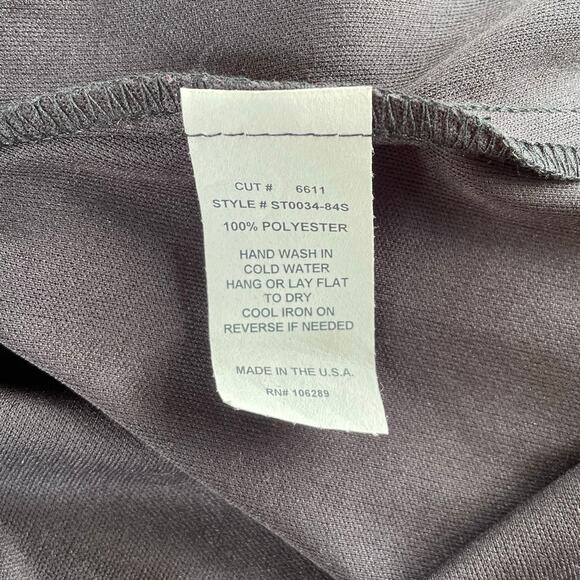 CUT # 6611
STYLE # ST0034-84S
100% POLYESTER
HAND WASH IN
COLD WATER
HANG OR LAY FLAT
TO DRY
COOL IRON ON
REVERSE IF NEEDED
MADE IN THE U.S.A.
RN# 106289